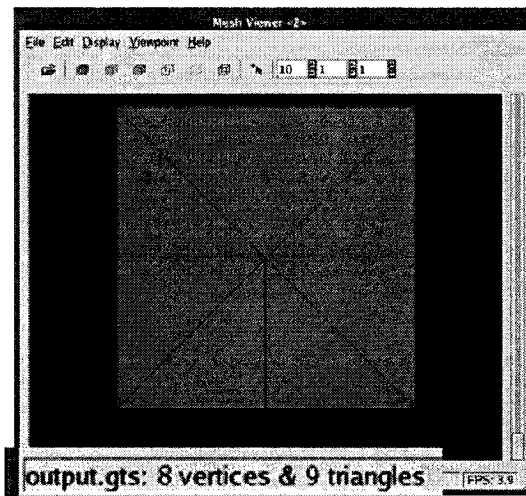 Mesh Viewer <2>
File Edit Display Viewpoint Help
10 1 1
output.gts: 8 vertices & 9 triangles
FPS: 3.9